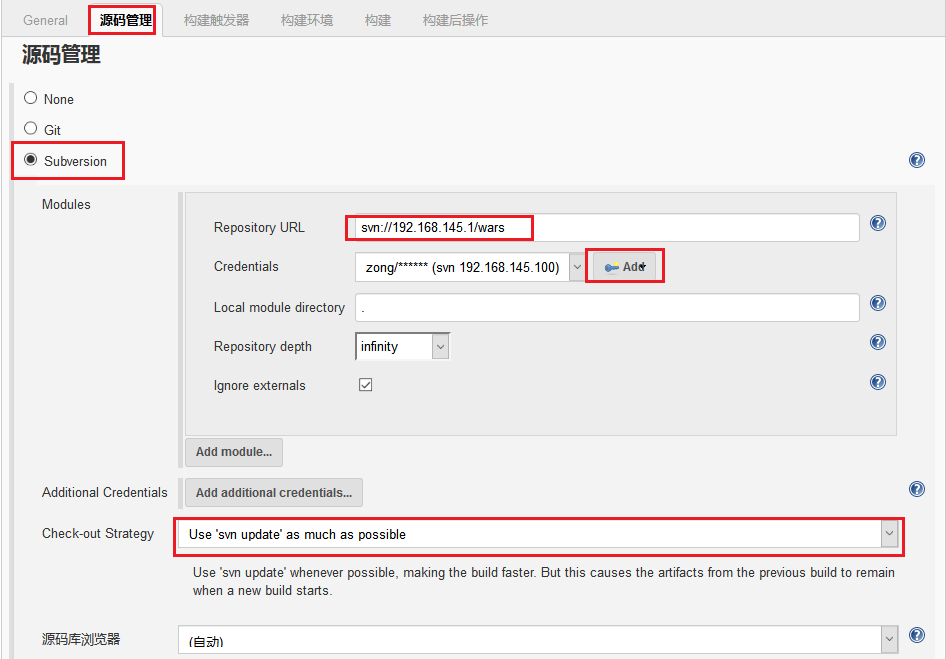 General 源码管理 构建触发器 构建环境 构建 构建后操作
源码管理
None
Git
Subversion
Modules
Repository URL svn://192.168.145.1/wars
Credentials zong/****** (svn 192.168.145.100) Add
Local module directory .
Repository depth infinity
Ignore externals
Add module...
Additional Credentials Add additional credentials...
Check-out Strategy Use 'svn update' as much as possible
Use 'svn update' whenever possible, making the build faster. But this causes the artifacts from the previous build to remain
when a new build starts.
源码库浏览器 (自动)